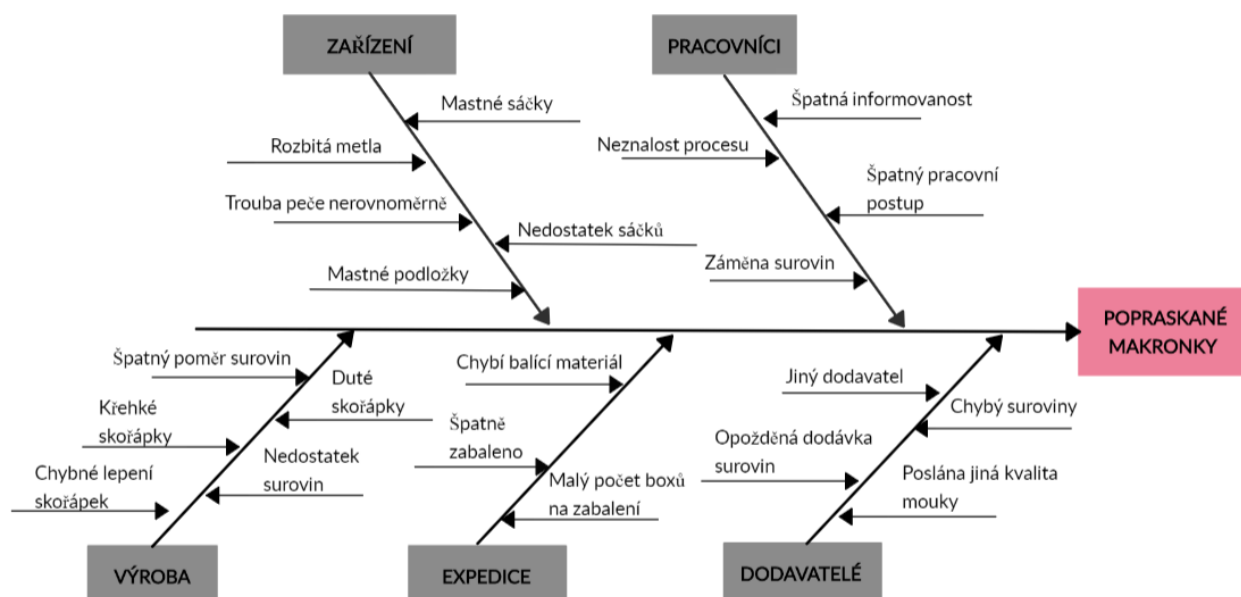 ZAŘÍZENÍ
PRACOVNÍCI
Mastné sáčky
Špatná informovanost
Rozbitá metla
Neznalost procesu
Trouba peče nerovnoměrně
Špatný pracovní
postup
Nedostatek sáčků
Mastné podložky
Záměna surovin
POPRASKANÉ
MAKRONKY
Špatný poměr surovin
Duté
skořápky
Křehké
skořápky
Nedostatek
surovin
Chybné lepení
skořápek
Chybí balící materiál
Špatně
zabaleno
Malý počet boxů
na zabalení
Jiný dodavatel
Chybý suroviny
Opožděná dodávka
surovin
Poslána jiná kvalita
mouky
VÝROBA
EXPEDICE
DODAVATELÉ